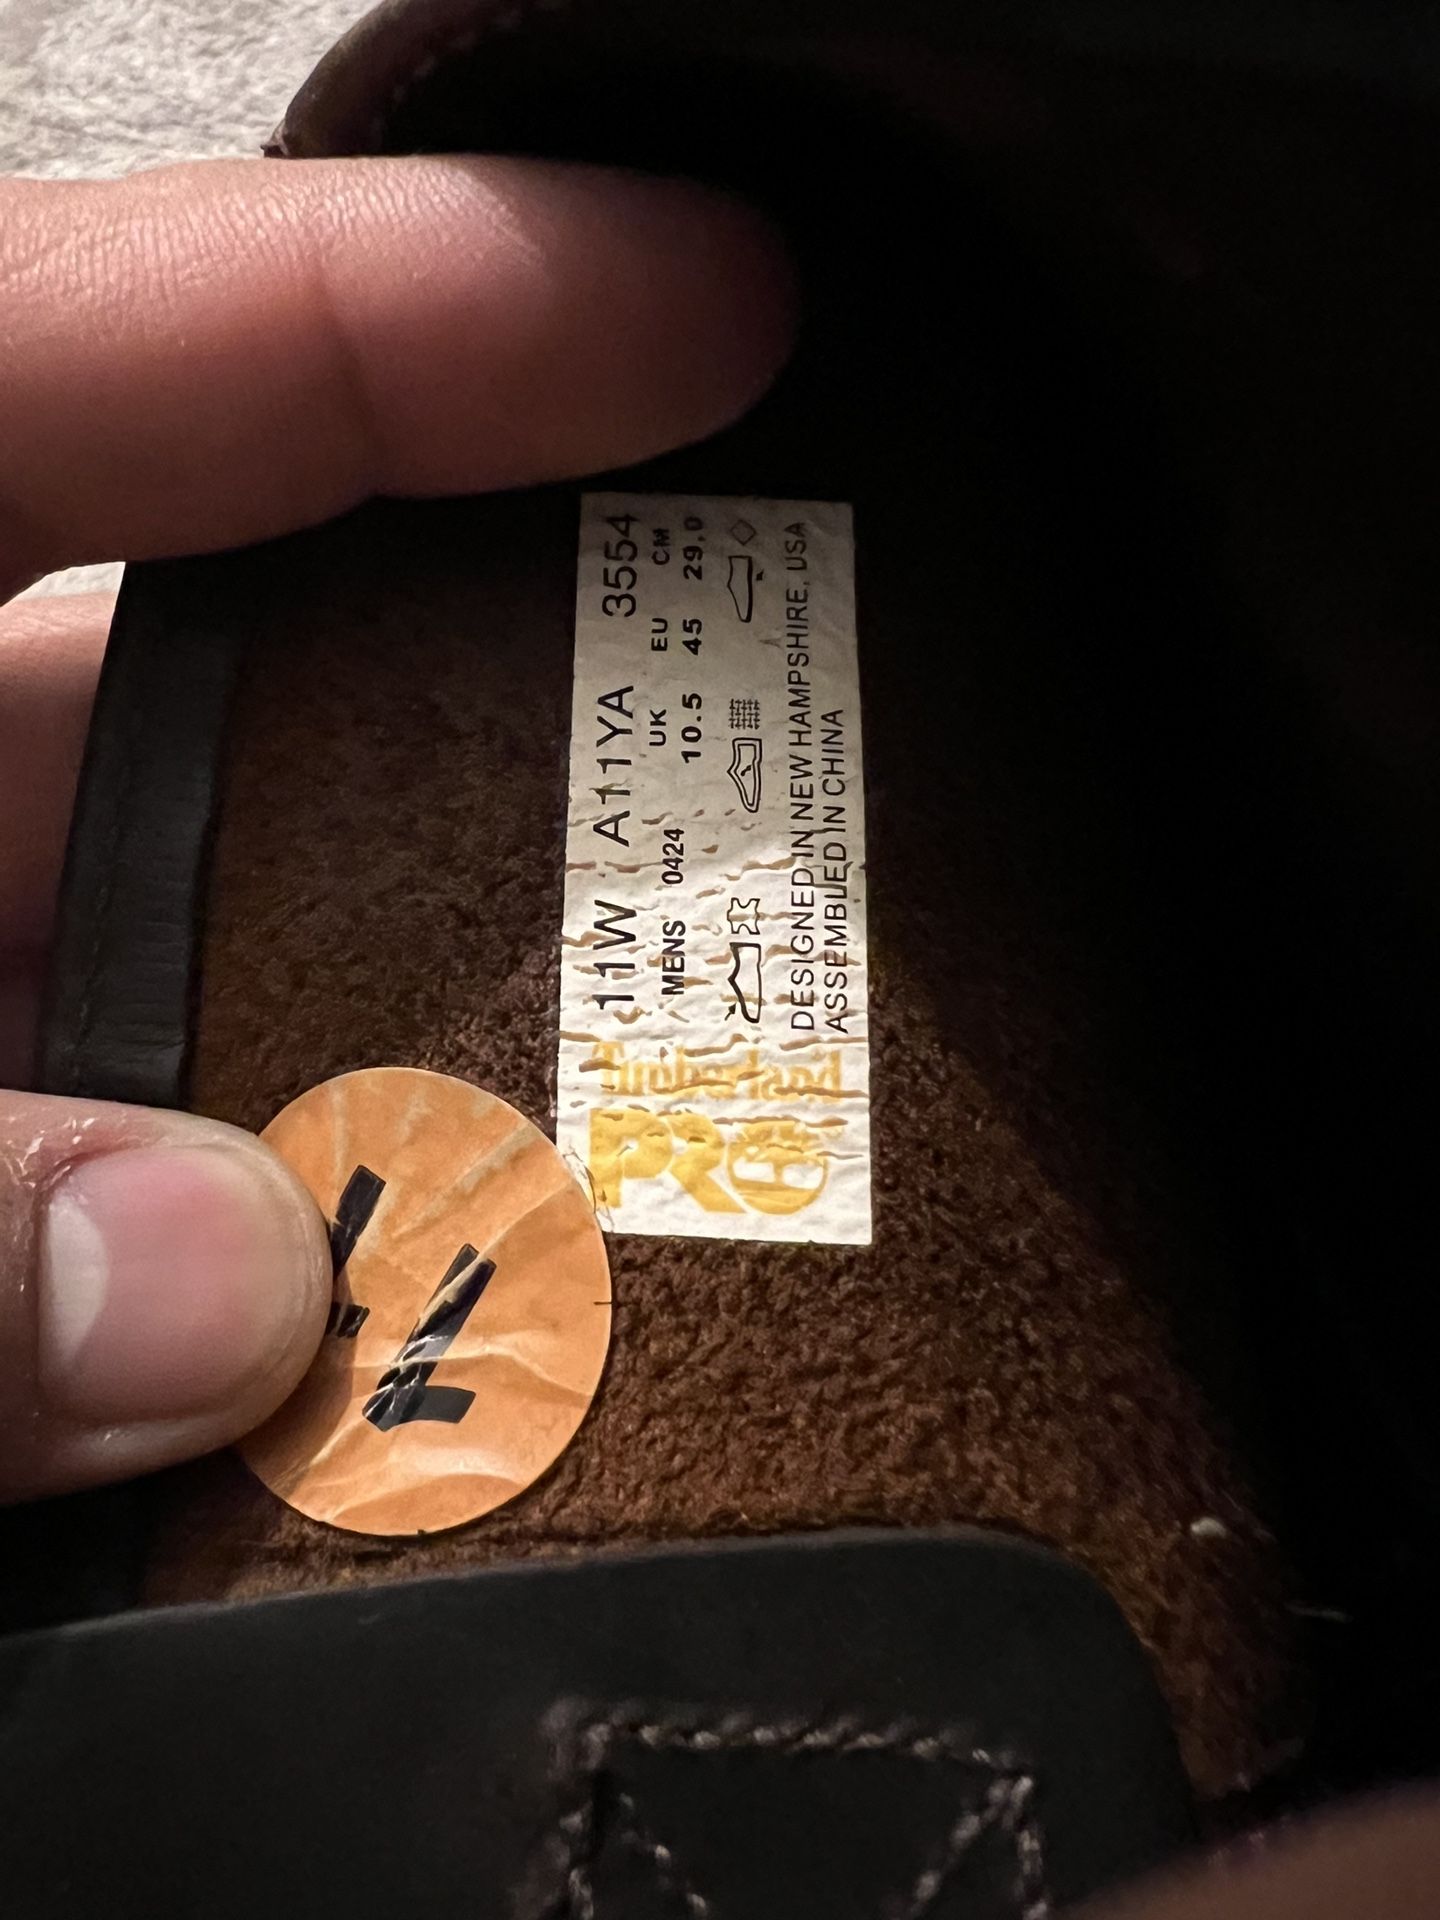 Timberland
PRO
11W A11YA 3554
MENS 0424 UK EU CM
10.5 45 29.0
DESIGNED IN NEW HAMPSHIRE, USA
ASSEMBLED IN CHINA
11